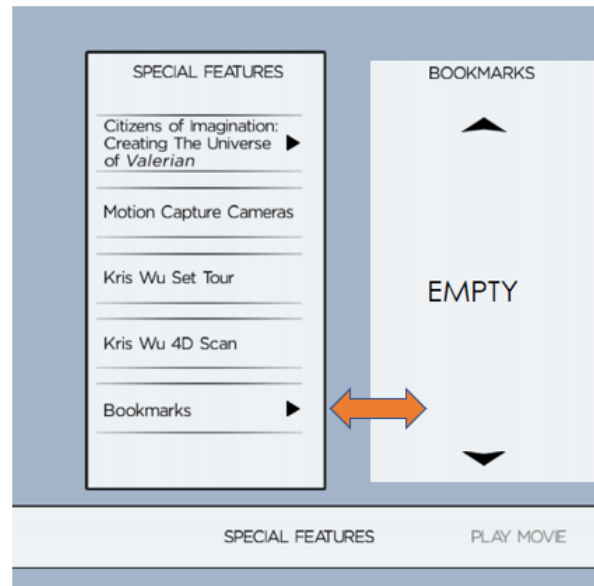 SPECIAL FEATURES
Citizens of Imagination:
Creating The Universe
of Valerian
Motion Capture Cameras
Kris Wu Set Tour
Kris Wu 4D Scan
Bookmarks
BOOKMARKS
EMPTY
SPECIAL FEATURES
PLAY MOVIE